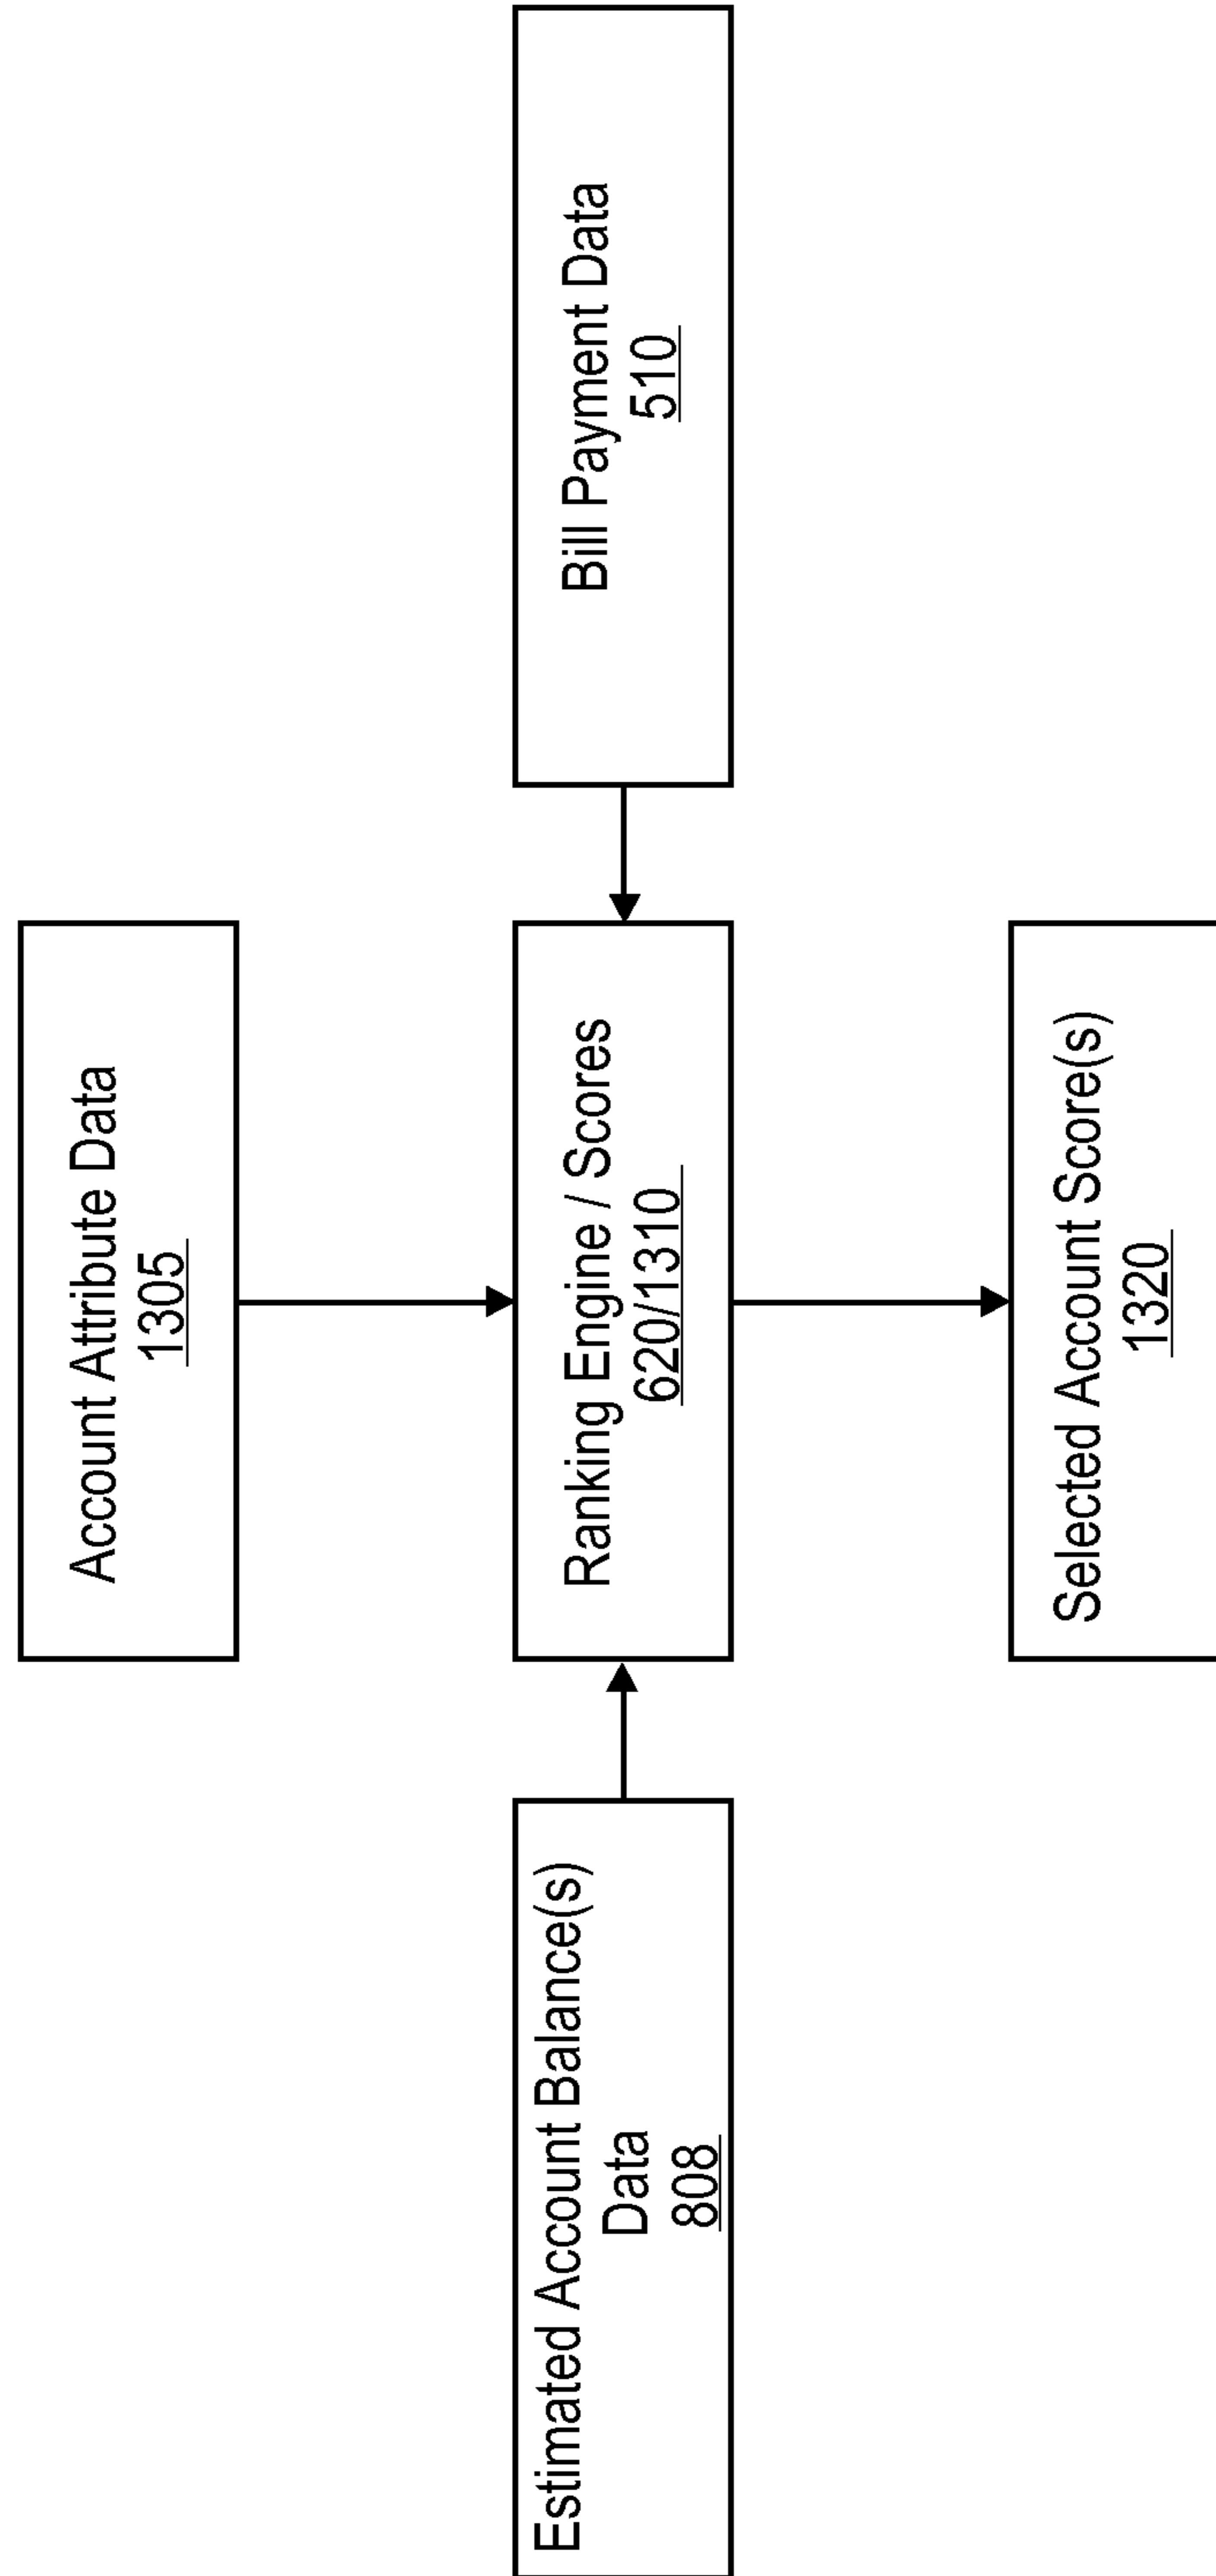 Account Attribute Data
1305
Estimated Account Balance(s)
Data
808
Ranking Engine / Scores
620/1310
Bill Payment Data
510
Selected Account Score(s)
1320